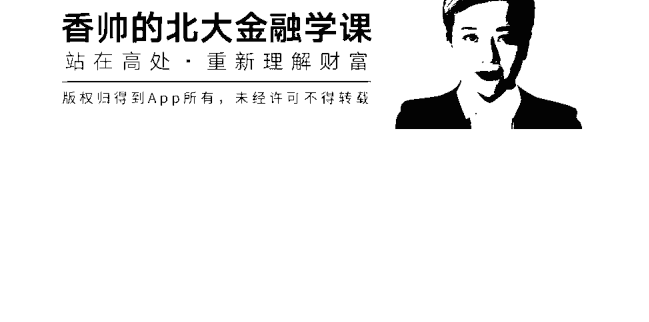 香帅的北大金融学课
站在高处·重新理解财富
版权归得到App所有，未经许可不得转载